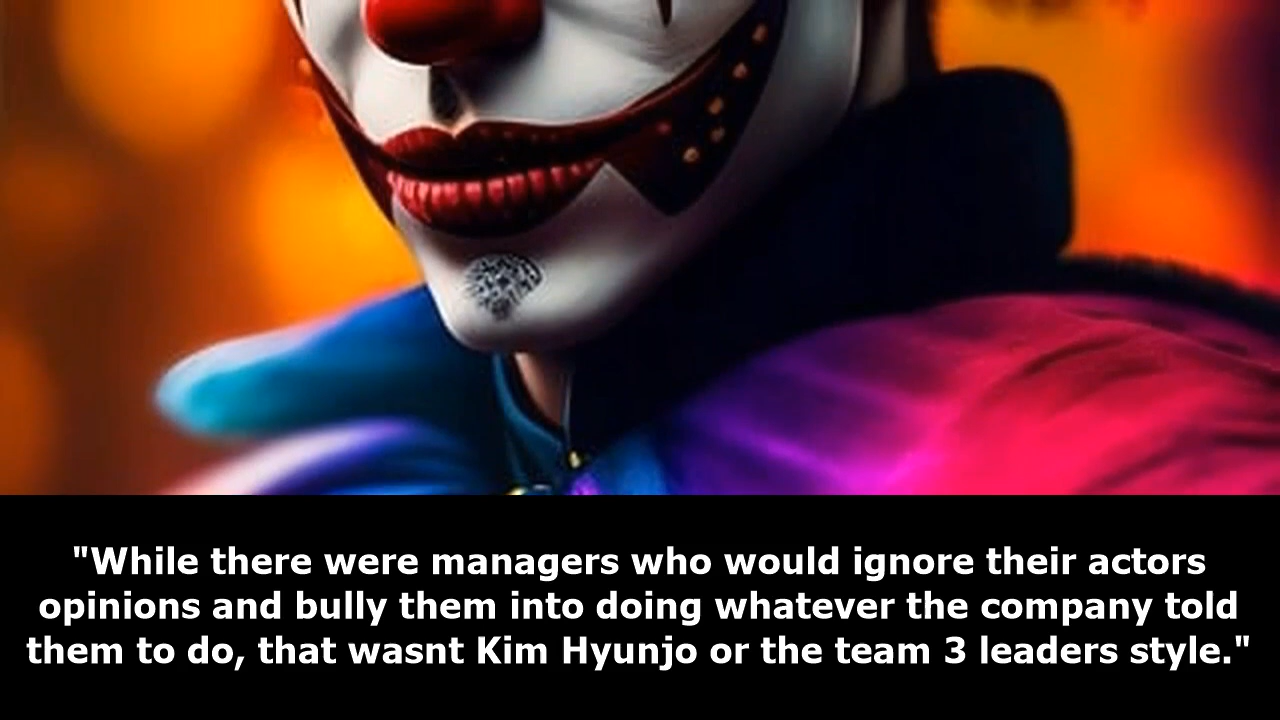 "While there were managers who would ignore their actors
opinions and bully them into doing whatever the company told
them to do, that wasnt Kim Hyunjo or the team 3 leaders style."